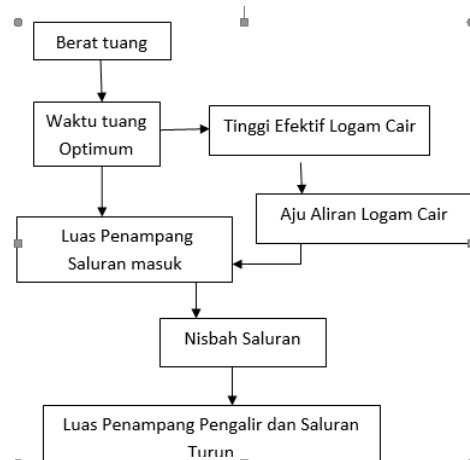 Berat tuang
Waktu tuang
Optimum
Tinggi Efektif Logam Cair
Aju Aliran Logam Cair
Luas Penampang
Saluran masuk
Nisbah Saluran
Luas Penampang Pengalir dan Saluran
Turun